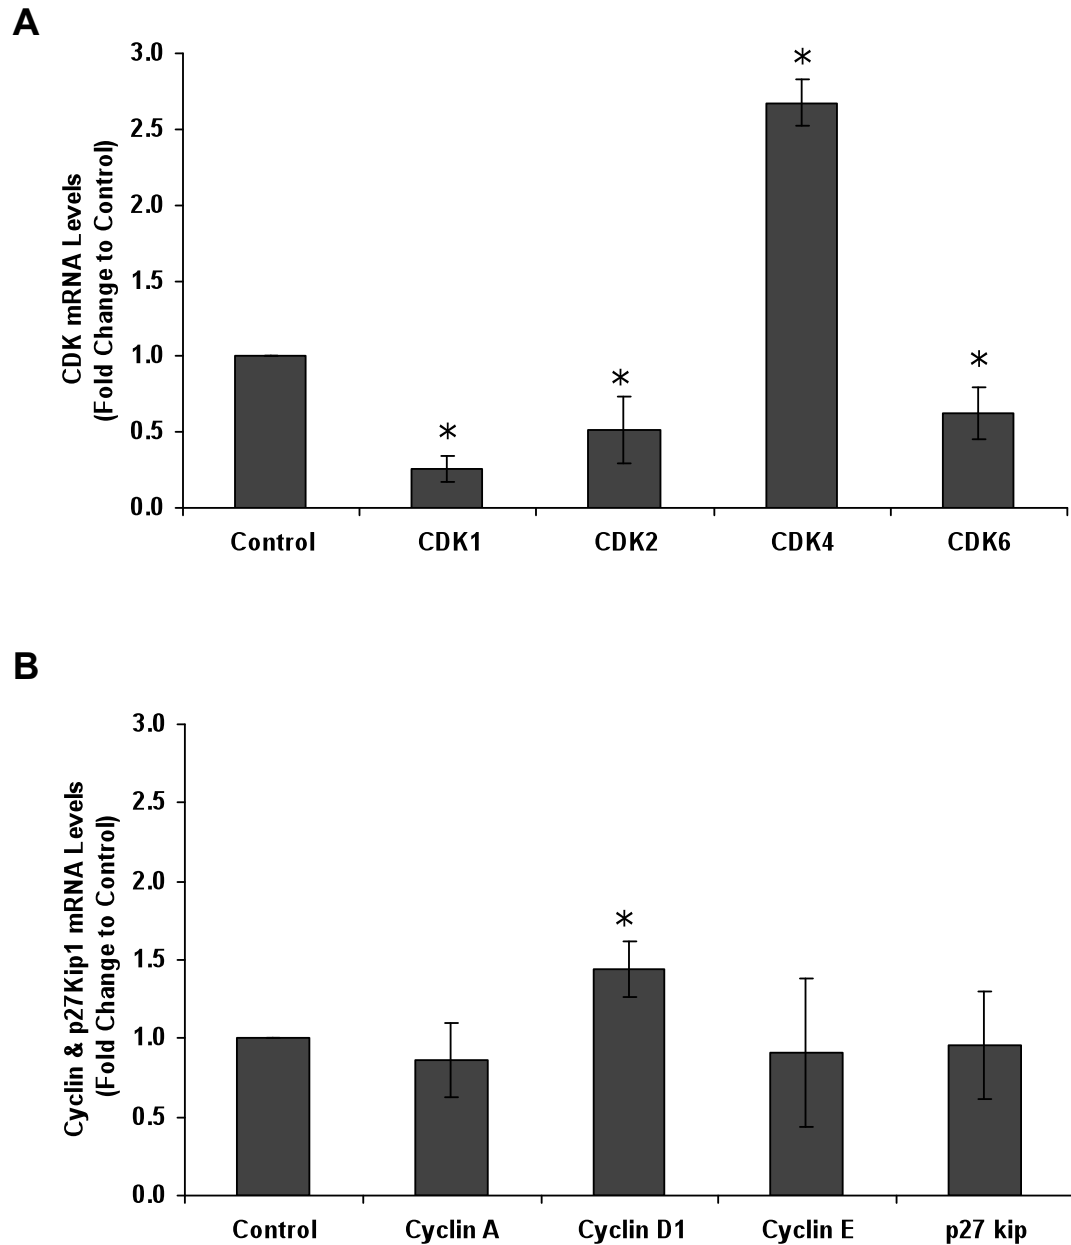 A
CDK mRNA Levels
(Fold Change to Control)
3.0
2.5
2.0
1.5
1.0
0.5
0.0
*
*
*
*
Control CDK1 CDK2 CDK4 CDK6
B
Cyclin & p27Kip1 mRNA Levels
(Fold Change to Control)
3.0
2.5
2.0
1.5
1.0
0.5
0.0
*
Control Cyclin A Cyclin D1 Cyclin E p27 kip